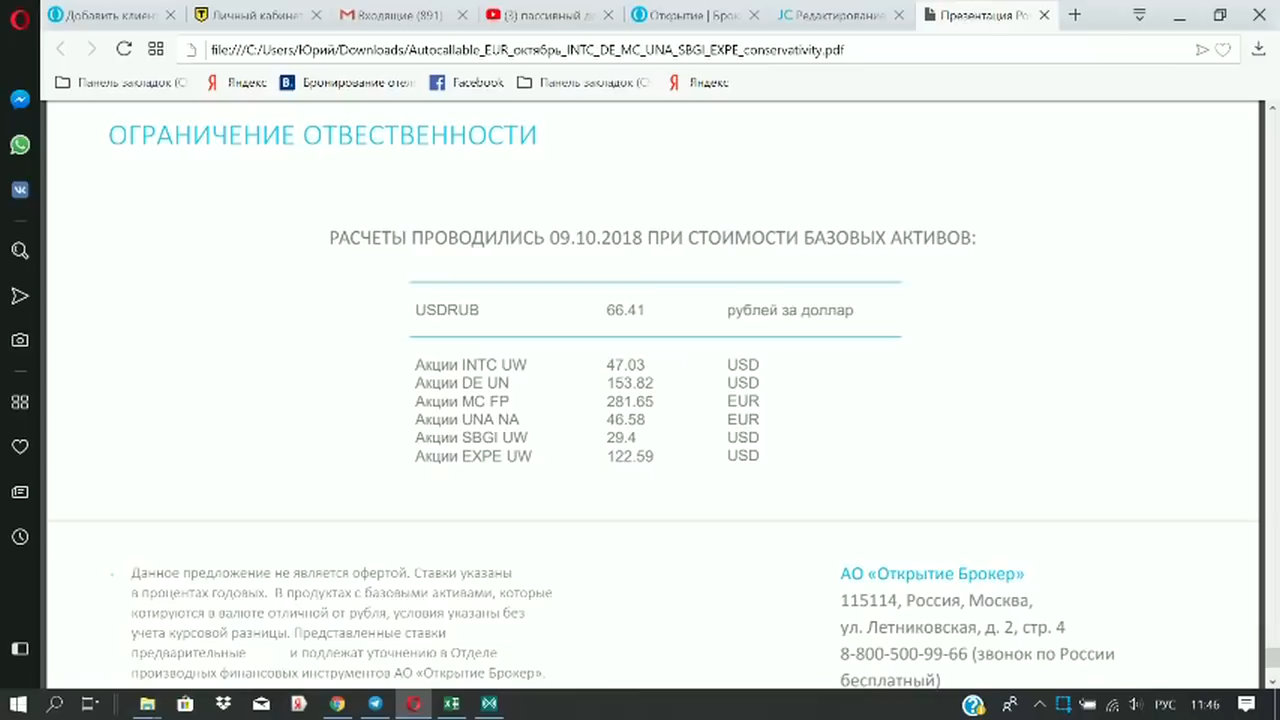 Добавить клиен
Личный кабинет
Входящие (891)
(3) пассивный д
Открытие | Брок
Редактирование
Презентация Ро
file:///C:/Users/Юрий/Downloads/Autocallable_EUR_октябрь_INTC_DE_MC_UNA_SBGI_EXPE_conservativity.pdf
Панель закладок (О
Яндекс
Бронирование отел
Facebook
Панель закладок (О
Яндекс
ОГРАНИЧЕНИЕ ОТВЕСТВЕННОСТИ
РАСЧЕТЫ ПРОВОДИЛИСЬ 09.10.2018 ПРИ СТОИМОСТИ БАЗОВЫХ АКТИВОВ:
USDRUB 66.41 рублей за доллар
Акции INTC UW 47.03 USD
Акции DE UN 153.82 USD
Акции MC FP 281.65 EUR
Акции UNA NA 46.58 EUR
Акции SBGI UW 29.4 USD
Акции EXPE UW 122.59 USD
Данное предложение не является офертой. Ставки указаны
в процентах годовых. В продуктах с базовыми активами, которые
котируются в валюте отличной от рубля, условия указаны без
учета курсовой разницы. Представленные ставки
предварительные и подлежат уточнению в Отделе
производных финансовых инструментов АО «Открытие Брокер».
АО «Открытие Брокер»
115114, Россия, Москва,
ул. Летниковская, д. 2, стр. 4
8-800-500-99-66 (звонок по России
бесплатный)
РУС
11:46